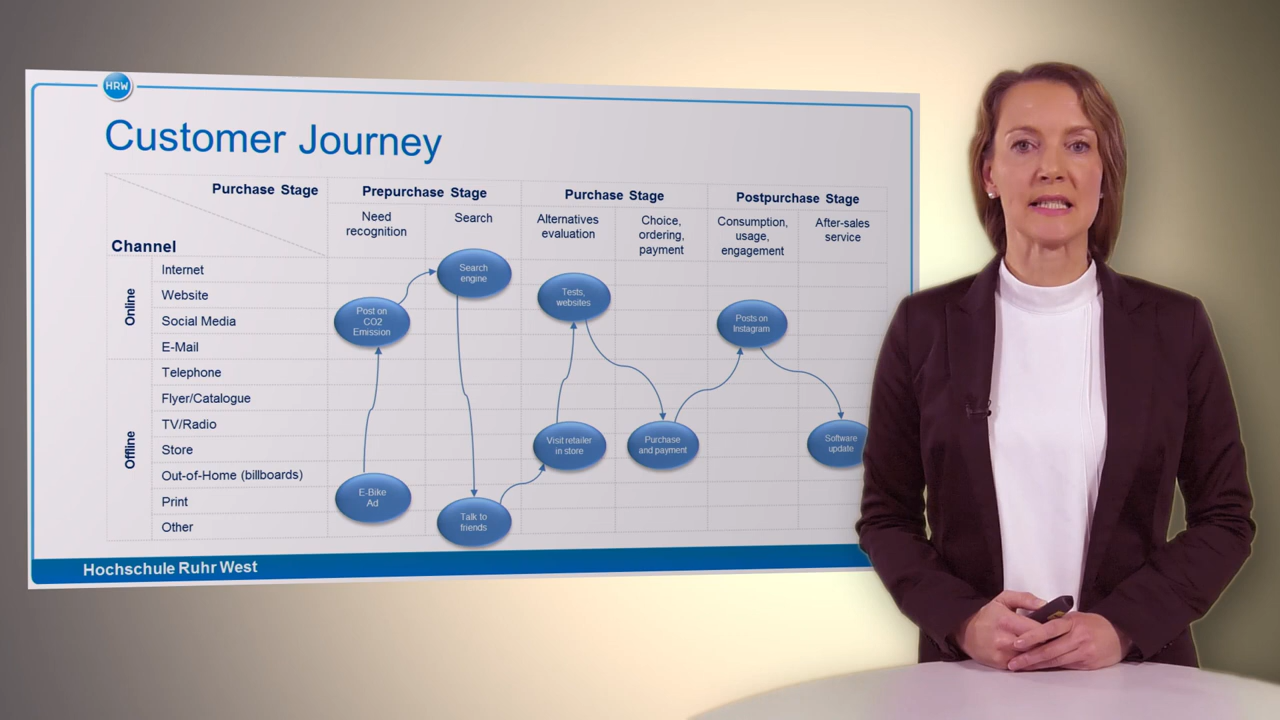 HRW
Customer Journey
Purchase Stage
Prepurchase Stage
Purchase Stage
Postpurchase Stage
Need
recognition
Search
Alternatives
evaluation
Choice,
ordering,
payment
Consumption,
usage,
engagement
After-sales
service
Channel
Online
Internet
Website
Social Media
E-Mail
Offline
Telephone
Flyer/Catalogue
TV/Radio
Store
Out-of-Home (billboards)
Print
Other
E-Bike
Ad
Post on
CO2
Emission
Search
engine
Talk to
friends
Visit retailer
in store
Tests,
websites
Purchase
and payment
Posts on
Instagram
Software
update
Hochschule Ruhr West